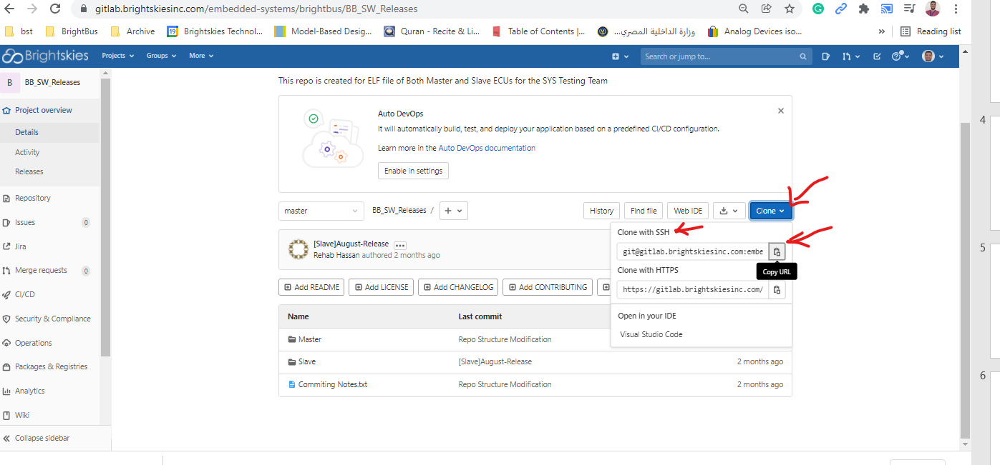 gitlab.brightskiesinc.com/embedded-systems/brightbus/BB_SW_Releases
bst
BrightBus
Archive
19
Brightskies Technol...
Model-Based Desig...
Quran - Recite & Li...
Table of Contents |...
وزارة الداخلية المصري...
Analog Devices iso...
»
Reading list
Brightskies
Projects
Groups
More
Search or jump to...
B
BB_SW_Releases
Project overview
Details
Activity
Releases
Repository
Issues
0
Jira
Merge requests
0
CI/CD
Security & Compliance
Operations
Packages & Registries
Analytics
Wiki
Collapse sidebar
This repo is created for ELF file of Both Master and Slave ECUs for the SYS Testing Team
Auto DevOps
It will automatically build, test, and deploy your application based on a predefined CI/CD configuration.
Learn more in the Auto DevOps documentation
Enable in settings
master
BB_SW_Releases /
+
History
Find file
Web IDE
Clone
[Slave]August-Release
Rehab Hassan authored 2 months ago
Clone with SSH
git@gitlab.brightskiesinc.com:embe
Clone with HTTPS
Copy URL
https://gitlab.brightskiesinc.com/
Open in your IDE
Visual Studio Code
Add README
Add LICENSE
Add CHANGELOG
Add CONTRIBUTING
Name
Last commit
Master
Repo Structure Modification
Slave
[Slave]August-Release
2 months ago
Commiting Notes.txt
Repo Structure Modification
2 months ago
4
5
6